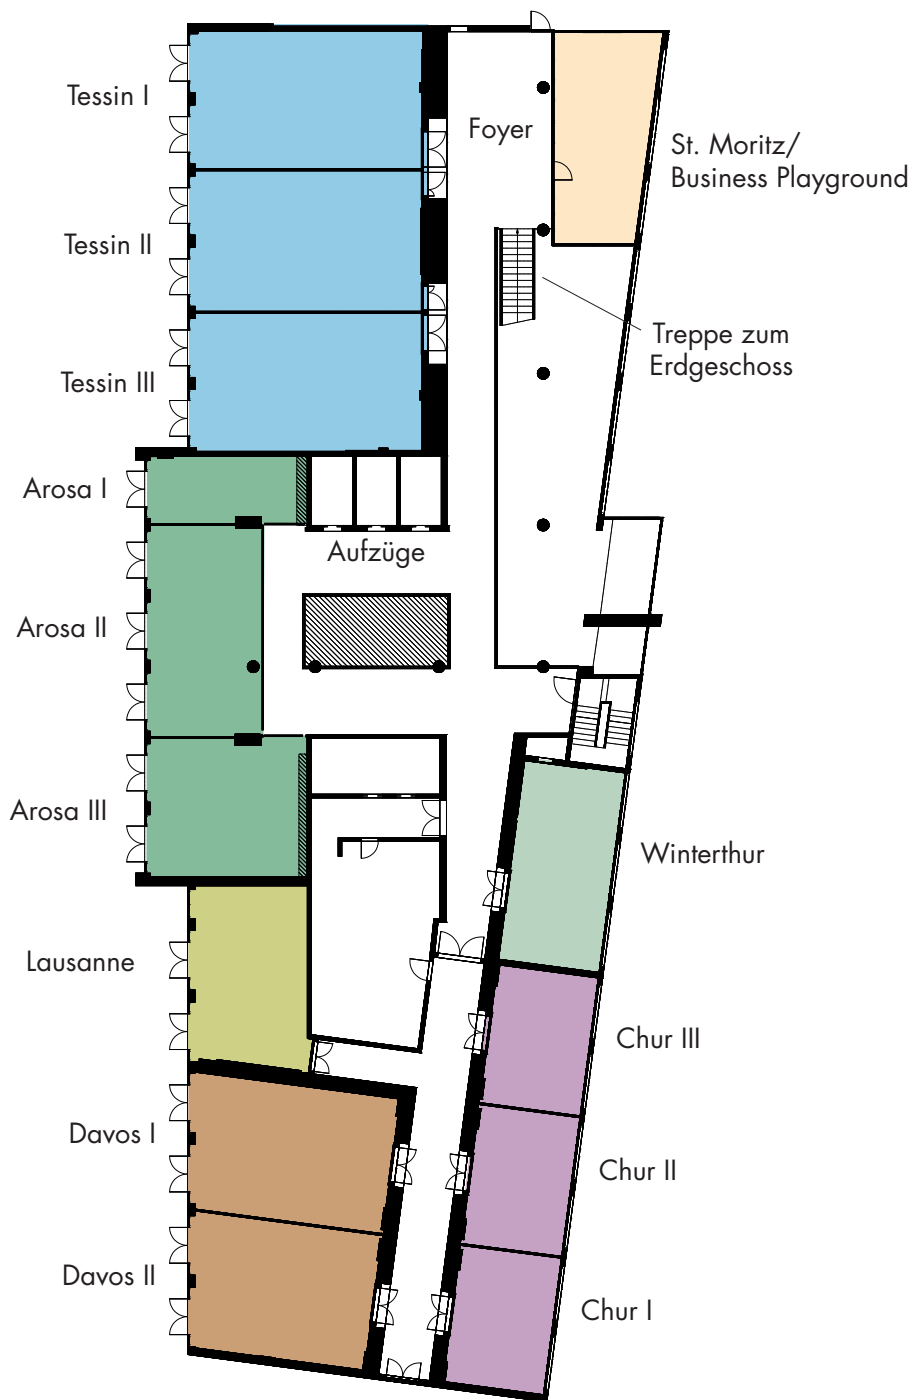 Tessin I
Foyer
St. Moritz/
Business Playground
Tessin II
Treppe zum
Erdgeschoss
Tessin III
Arosa I
Aufzüge
Arosa II
Arosa III
Winterthur
Lausanne
Chur III
Davos I
Chur II
Davos II
Chur I